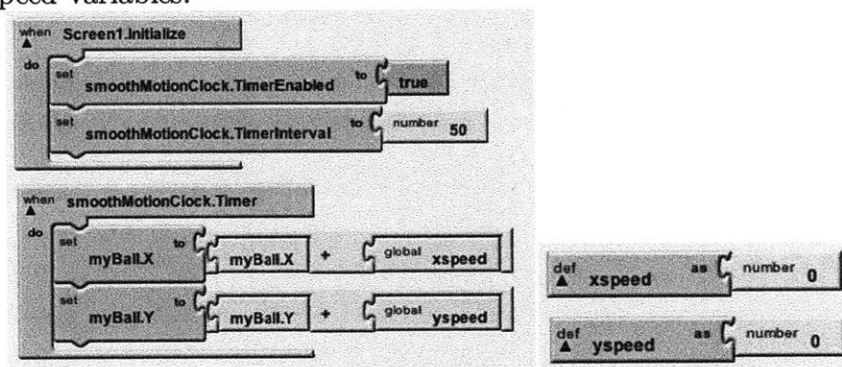 peed variables.
when Screen1.Initialize
do set smoothMotionClock.TimerEnabled to true
set smoothMotionClock.TimerInterval to number 50
when smoothMotionClock.Timer
do set myBall.X to myBall.X + global xspeed
set myBall.Y to myBall.Y + global yspeed
def xspeed as number 0
def yspeed as number 0